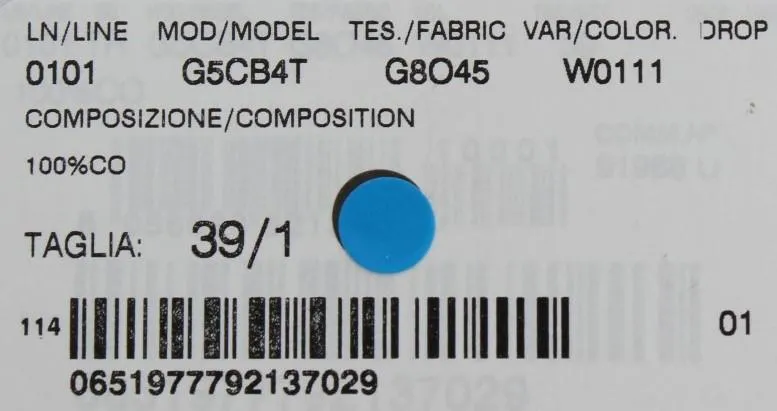 LN/LINE MOD/MODEL TES./FABRIC VAR/COLOR. DROP
0101 G5CB4T G8O45 W0111
COMPOSIZIONE/COMPOSITION
100%CO
TAGLIA: 39/1
114 01
0651977792137029